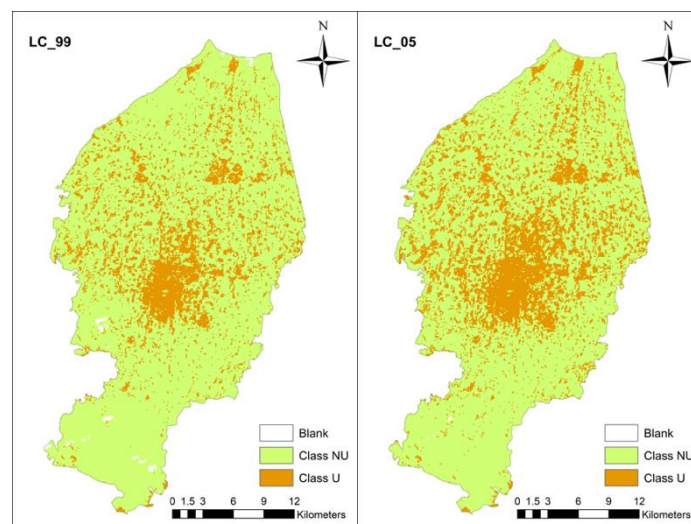 LC_99
N
Blank
Class NU
Class U
0 1.5 3 6 9 12
Kilometers
LC_05
N
Blank
Class NU
Class U
0 1.5 3 6 9 12
Kilometers